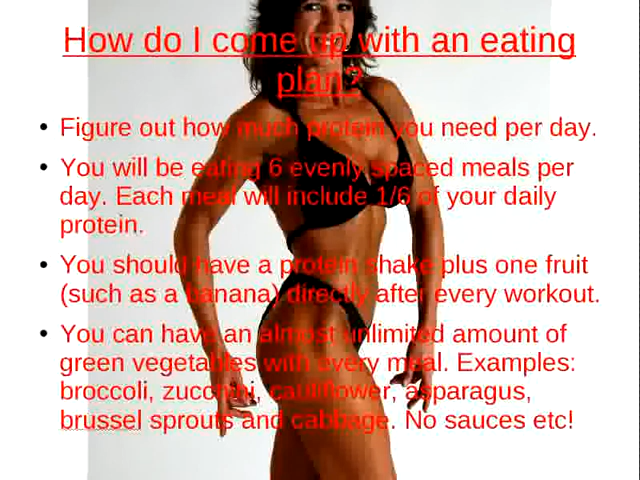 How do I come up with an eating
plan?
• Figure out how much protein you need per day.
• You will be eating 6 evenly spaced meals per
day. Each meal will include 1/6 of your daily
protein.
• You should have a protein shake plus one fruit
(such as a banana) directly after every workout.
• You can have an almost unlimited amount of
green vegetables with every meal. Examples:
broccoli, zucchini, cauliflower, asparagus,
brussel sprouts and cabbage. No sauces etc!